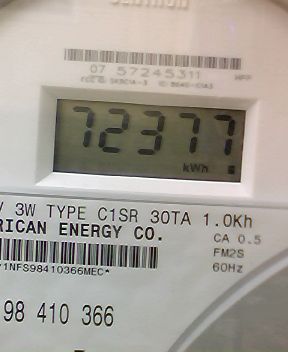 07 57245311
72377
kWh
V 3W TYPE C1SR 30TA 1.0Kh
RICAN ENERGY CO.
CA 0.5
FM2S
60Hz
1NFS98410366MEC*
98 410 366